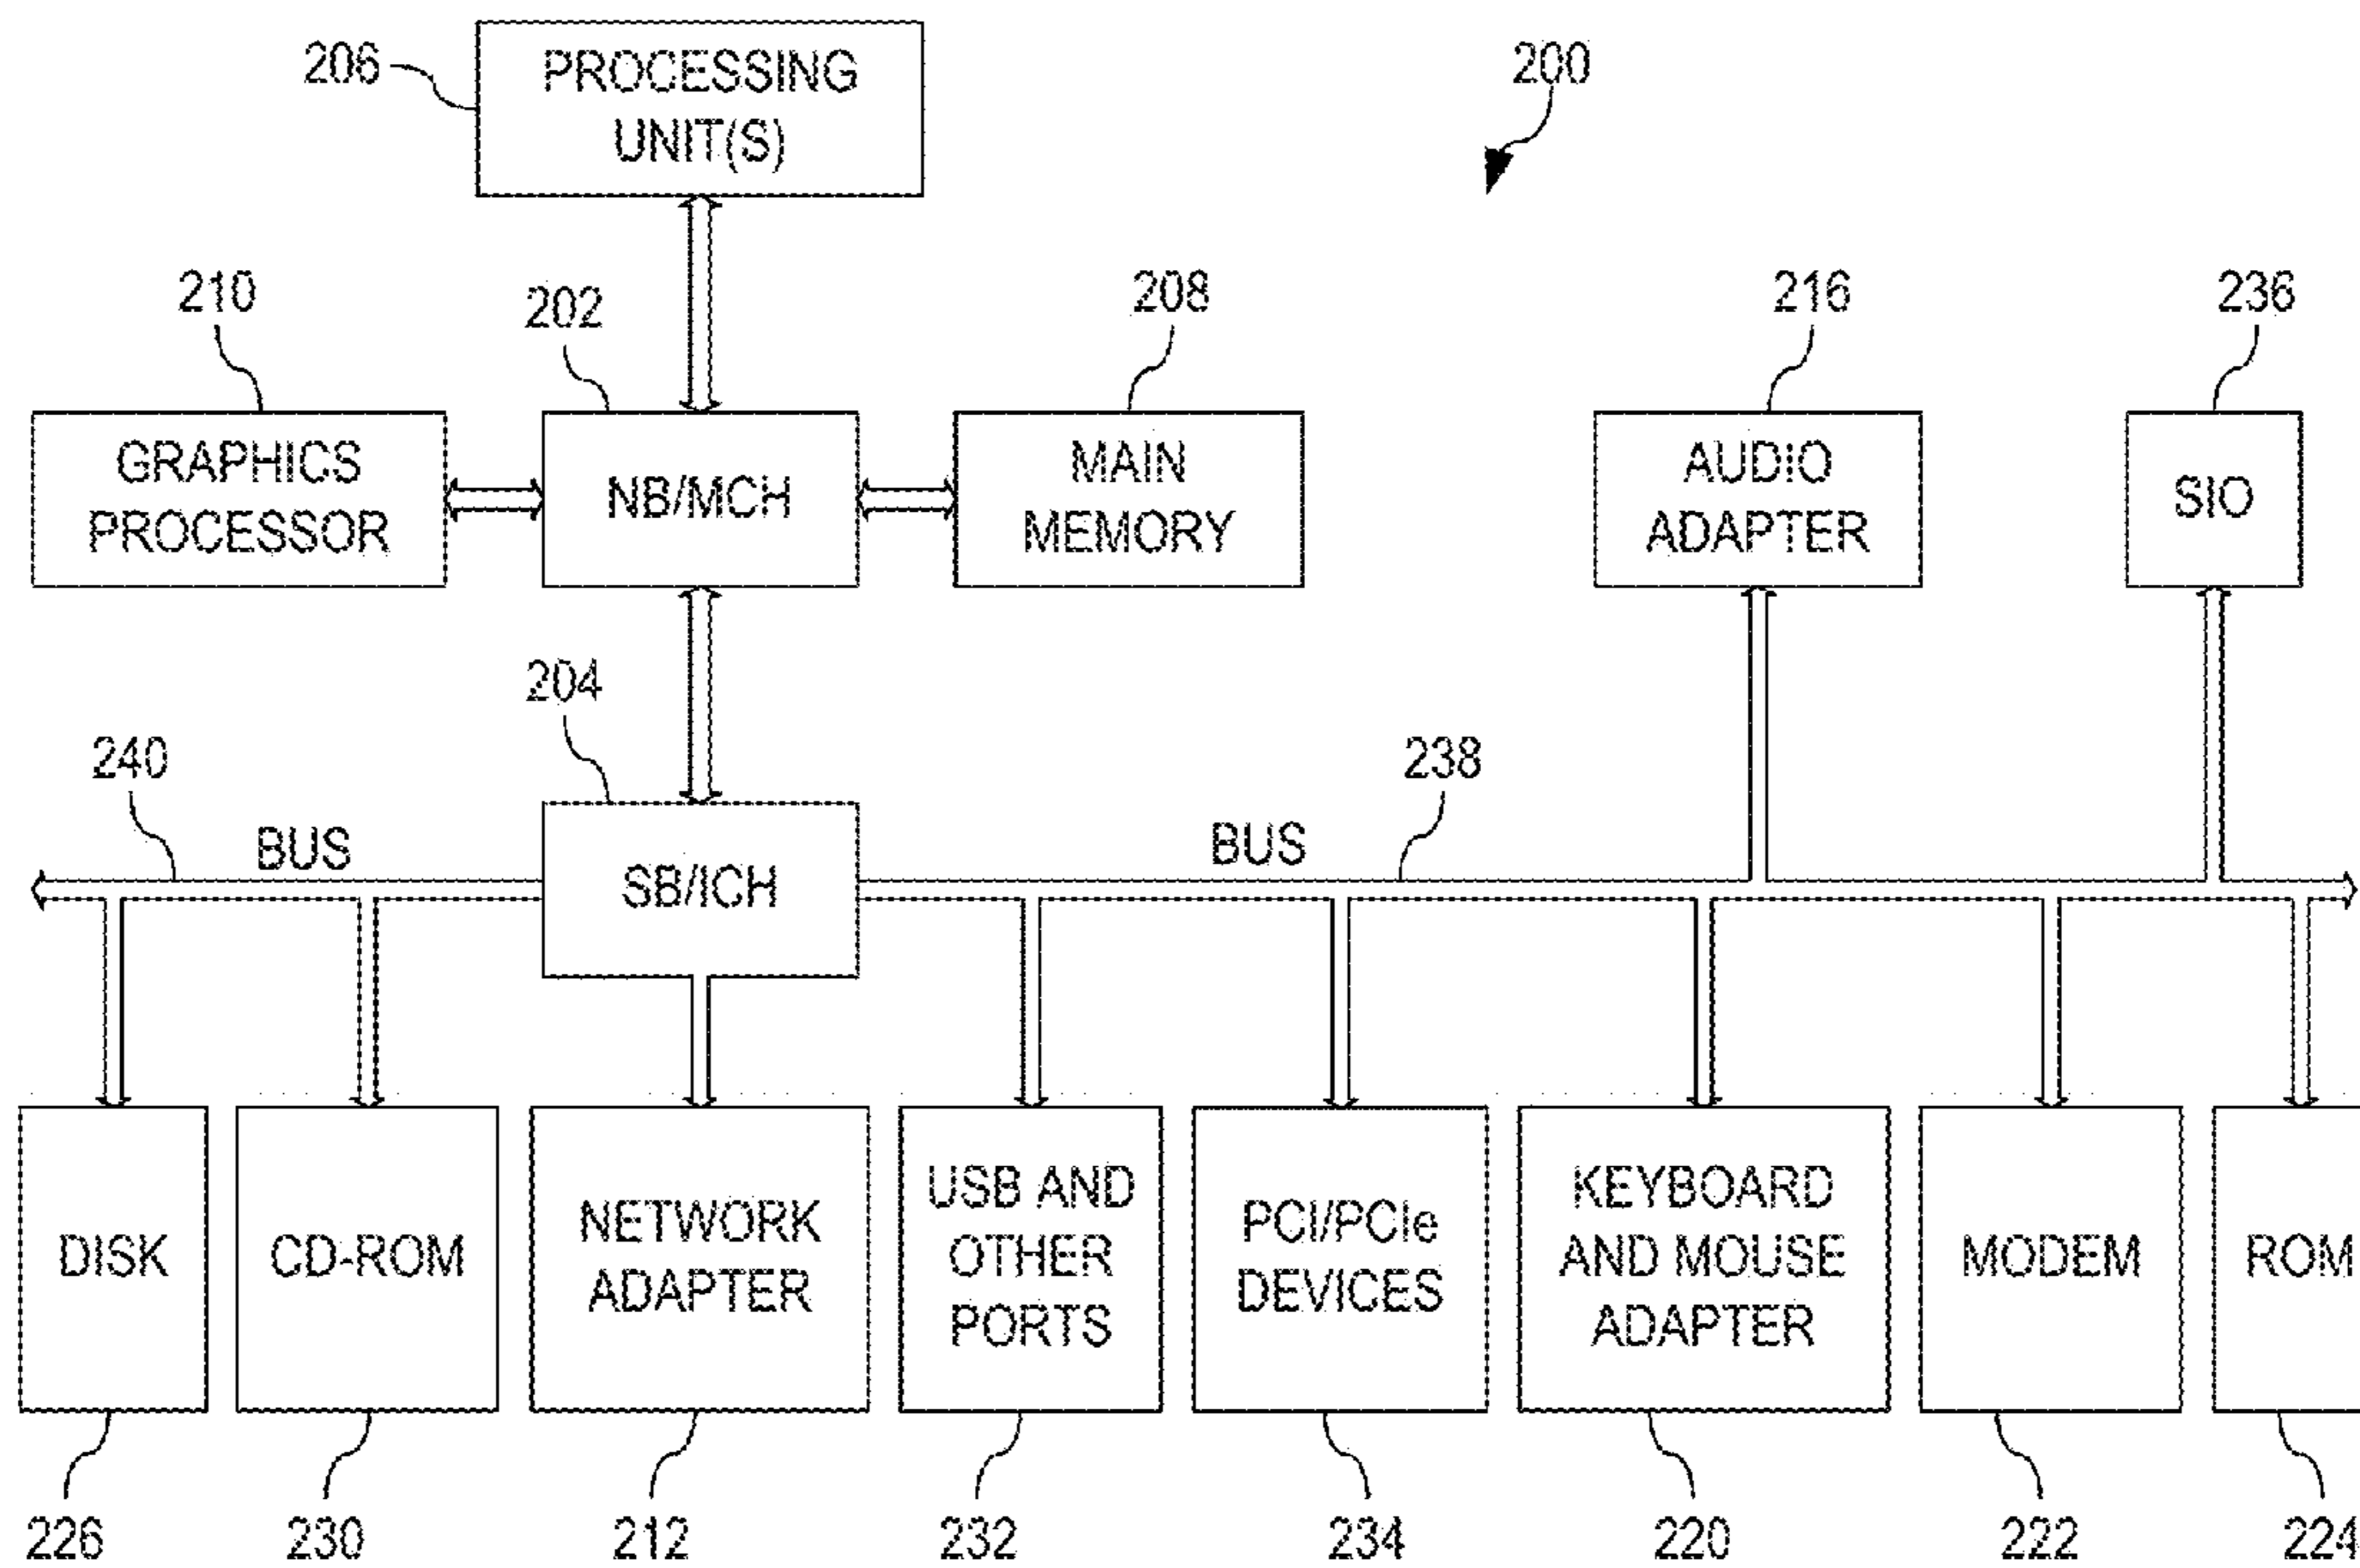 206
PROCESSING
UNIT(S)
200
210
202
208
216
236
GRAPHICS
PROCESSOR
NB/MCH
MAIN
MEMORY
AUDIO
ADAPTER
SIO
204
240
BUS
SB/ICH
BUS
238
DISK
CD-ROM
NETWORK
ADAPTER
USB AND
OTHER
PORTS
PCI/PCIe
DEVICES
KEYBOARD
AND MOUSE
ADAPTER
MODEM
ROM
226
230
212
232
234
220
222
224